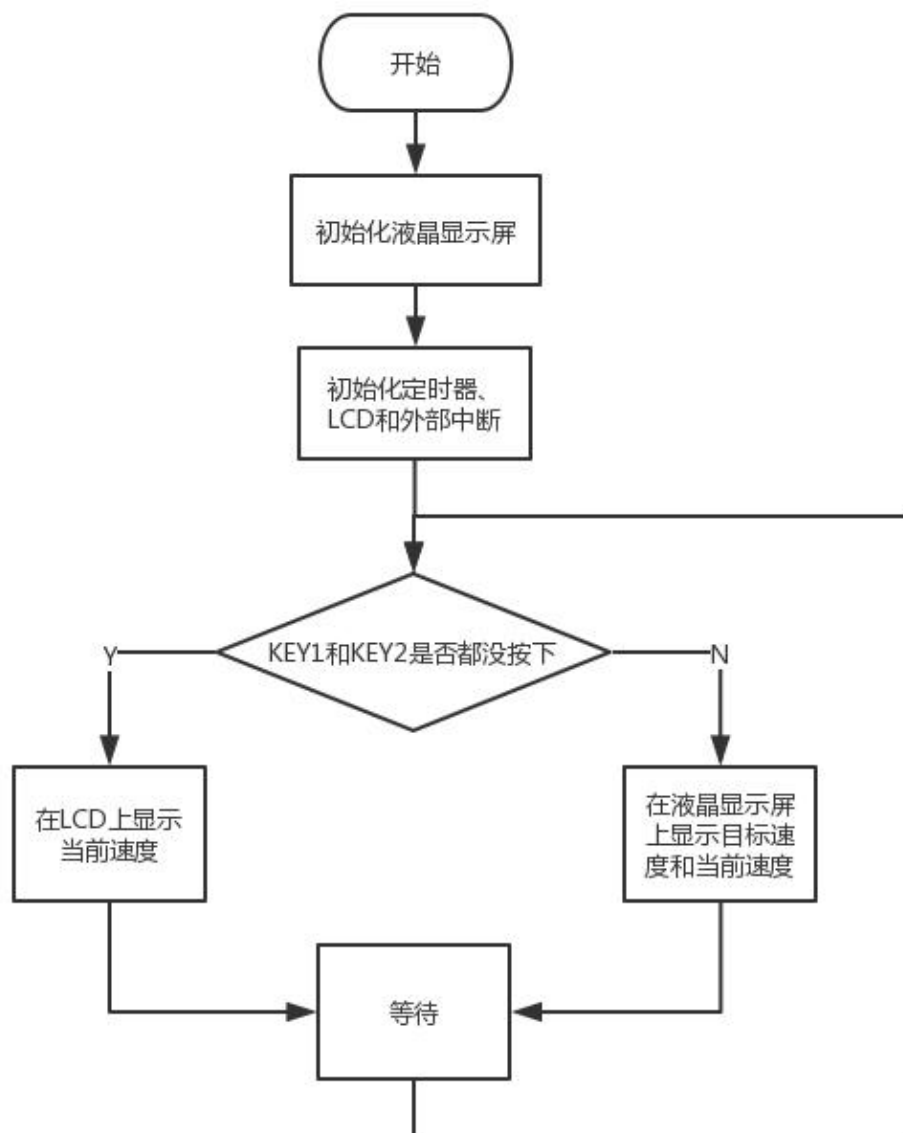 开始
初始化液晶显示屏
初始化定时器、
LCD和外部中断
KEY1和KEY2是否都没按下
Y
N
在LCD上显示
当前速度
在液晶显示屏
上显示目标速
度和当前速度
等待